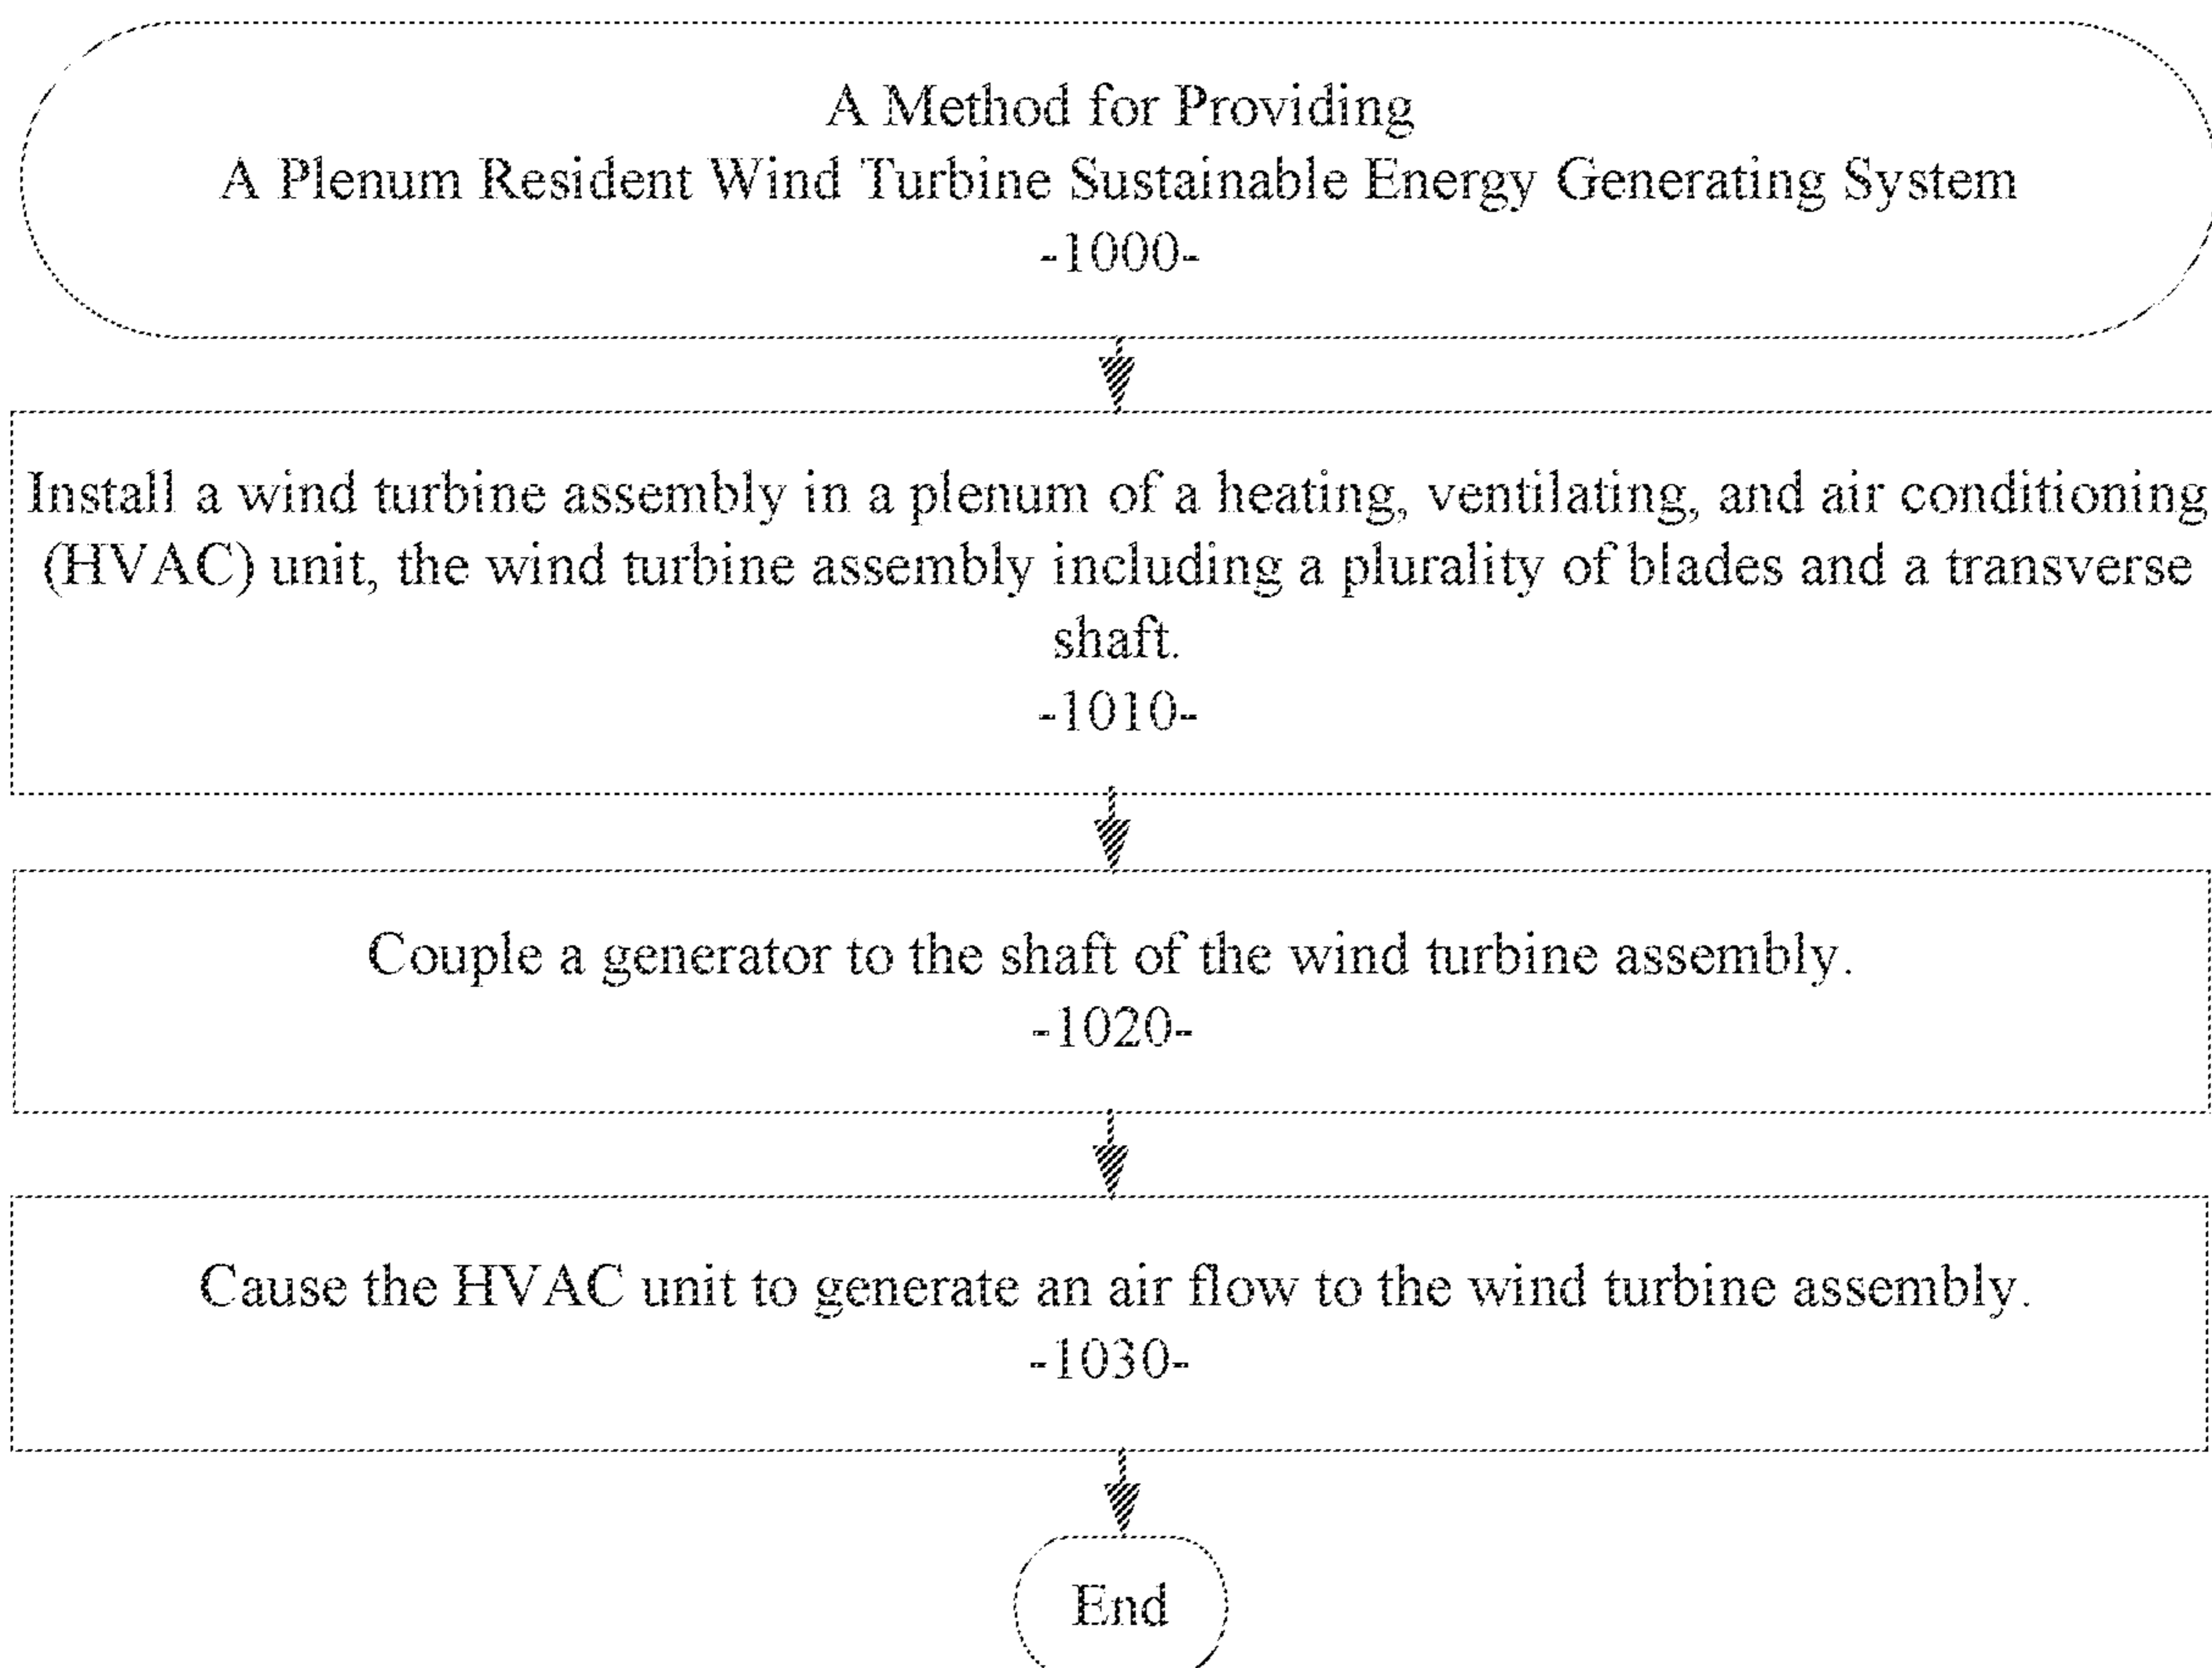 A Method for Providing
A Plenum Resident Wind Turbine Sustainable Energy Generating System
-1000-
Install a wind turbine assembly in a plenum of a heating, ventilating, and air conditioning
(HVAC) unit, the wind turbine assembly including a plurality of blades and a transverse
shaft.
-1010-
Couple a generator to the shaft of the wind turbine assembly.
-1020-
Cause the HVAC unit to generate an air flow to the wind turbine assembly.
-1030-
End